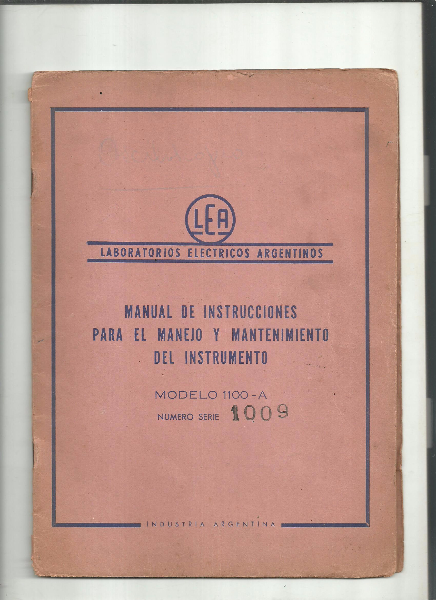 LEA
LABORATORIOS ELECTRICOS ARGENTINOS
MANUAL DE INSTRUCCIONES
PARA EL MANEJO Y MANTENIMIENTO
DEL INSTRUMENTO
MODELO 1100-A
NUMERO SERIE 1009
INDUSTRIA ARGENTINA